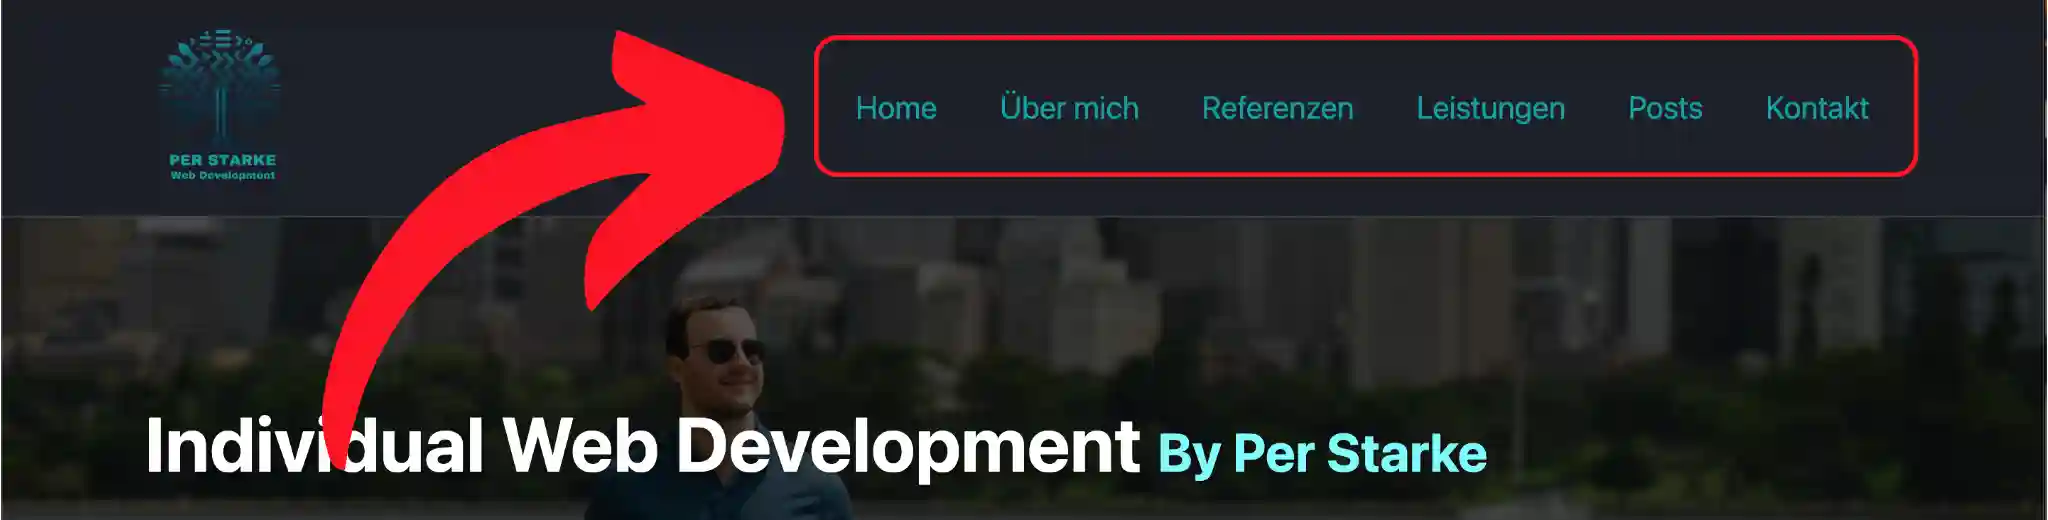 PER STARKE
Web Development
Home Über mich Referenzen Leistungen Posts Kontakt
Individual Web Development By Per Starke